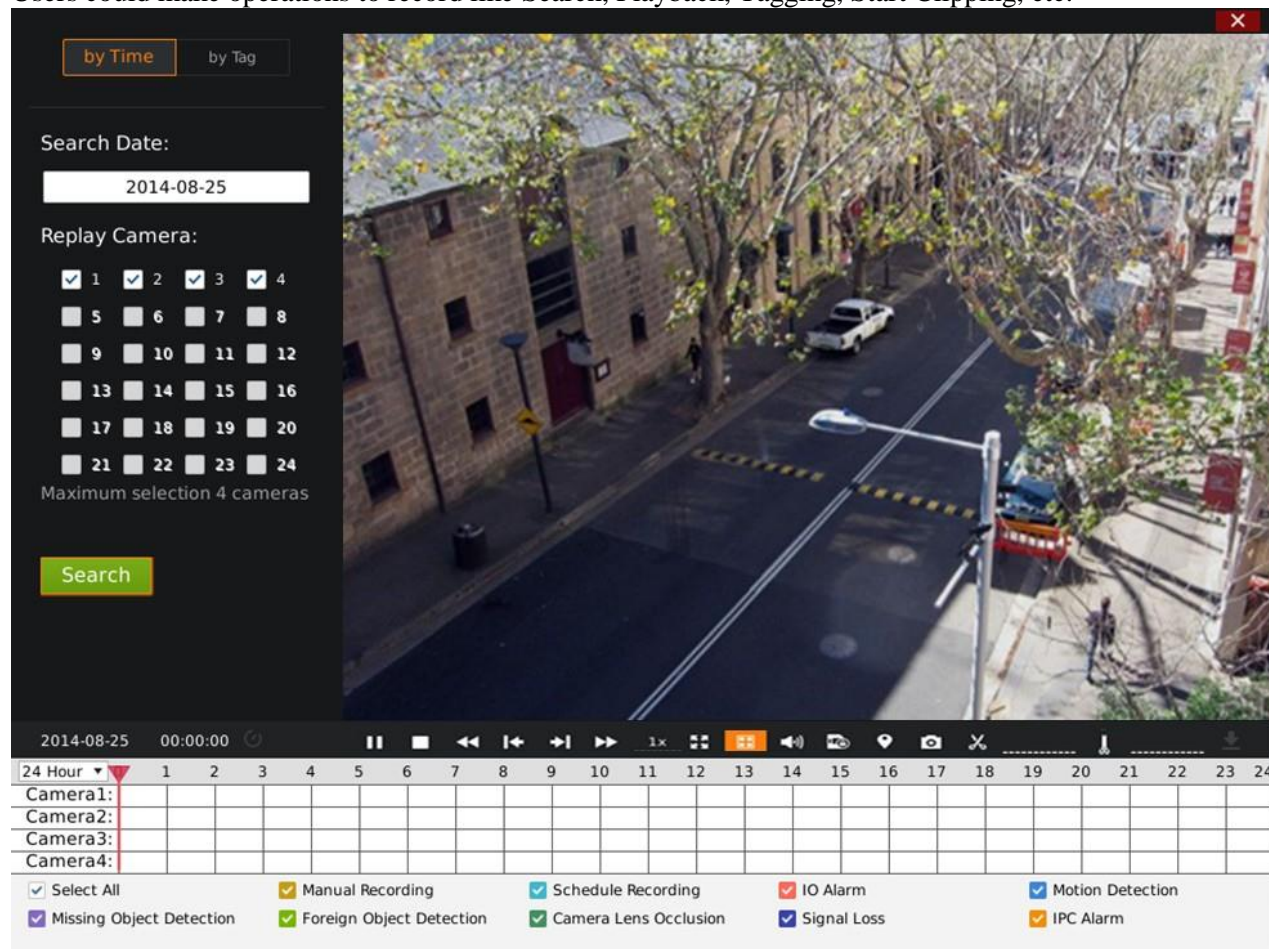 Users could make operations to record like Search, Playback, Tagging, Start Clipping, etc.
by Time by Tag
Search Date:
2014-08-25
Replay Camera:
1 2 3 4
5 6 7 8
9 10 11 12
13 14 15 16
17 18 19 20
21 22 23 24
Maximum selection 4 cameras
Search
2014-08-25 00:00:00 1x
24 Hour 0 1 2 3 4 5 6 7 8 9 10 11 12 13 14 15 16 17 18 19 20 21 22 23 24
Camera1:
Camera2:
Camera3:
Camera4:
Select All Manual Recording Schedule Recording IO Alarm Motion Detection
Missing Object Detection Foreign Object Detection Camera Lens Occlusion Signal Loss IPC Alarm